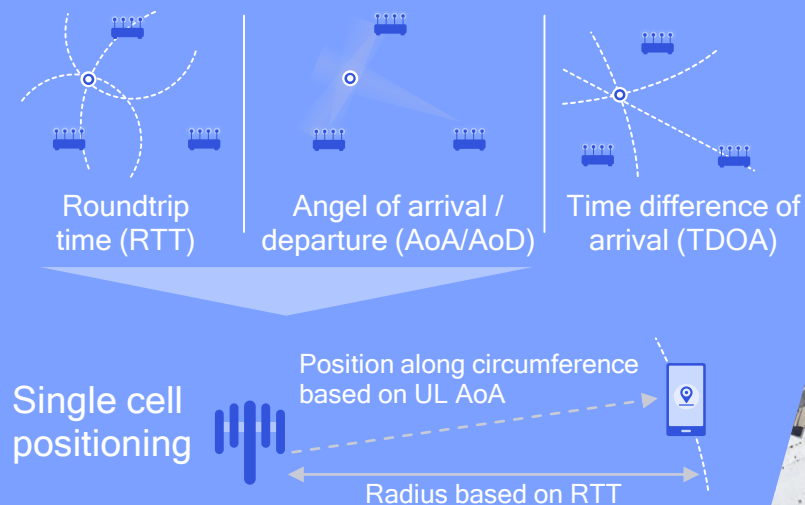 Roundtrip
time (RTT)
Angel of arrival /
departure (AoA/AoD)
Time difference of
arrival (TDOA)
Single cell
positioning
Position along circumference
based on UL AoA
Radius based on RTT